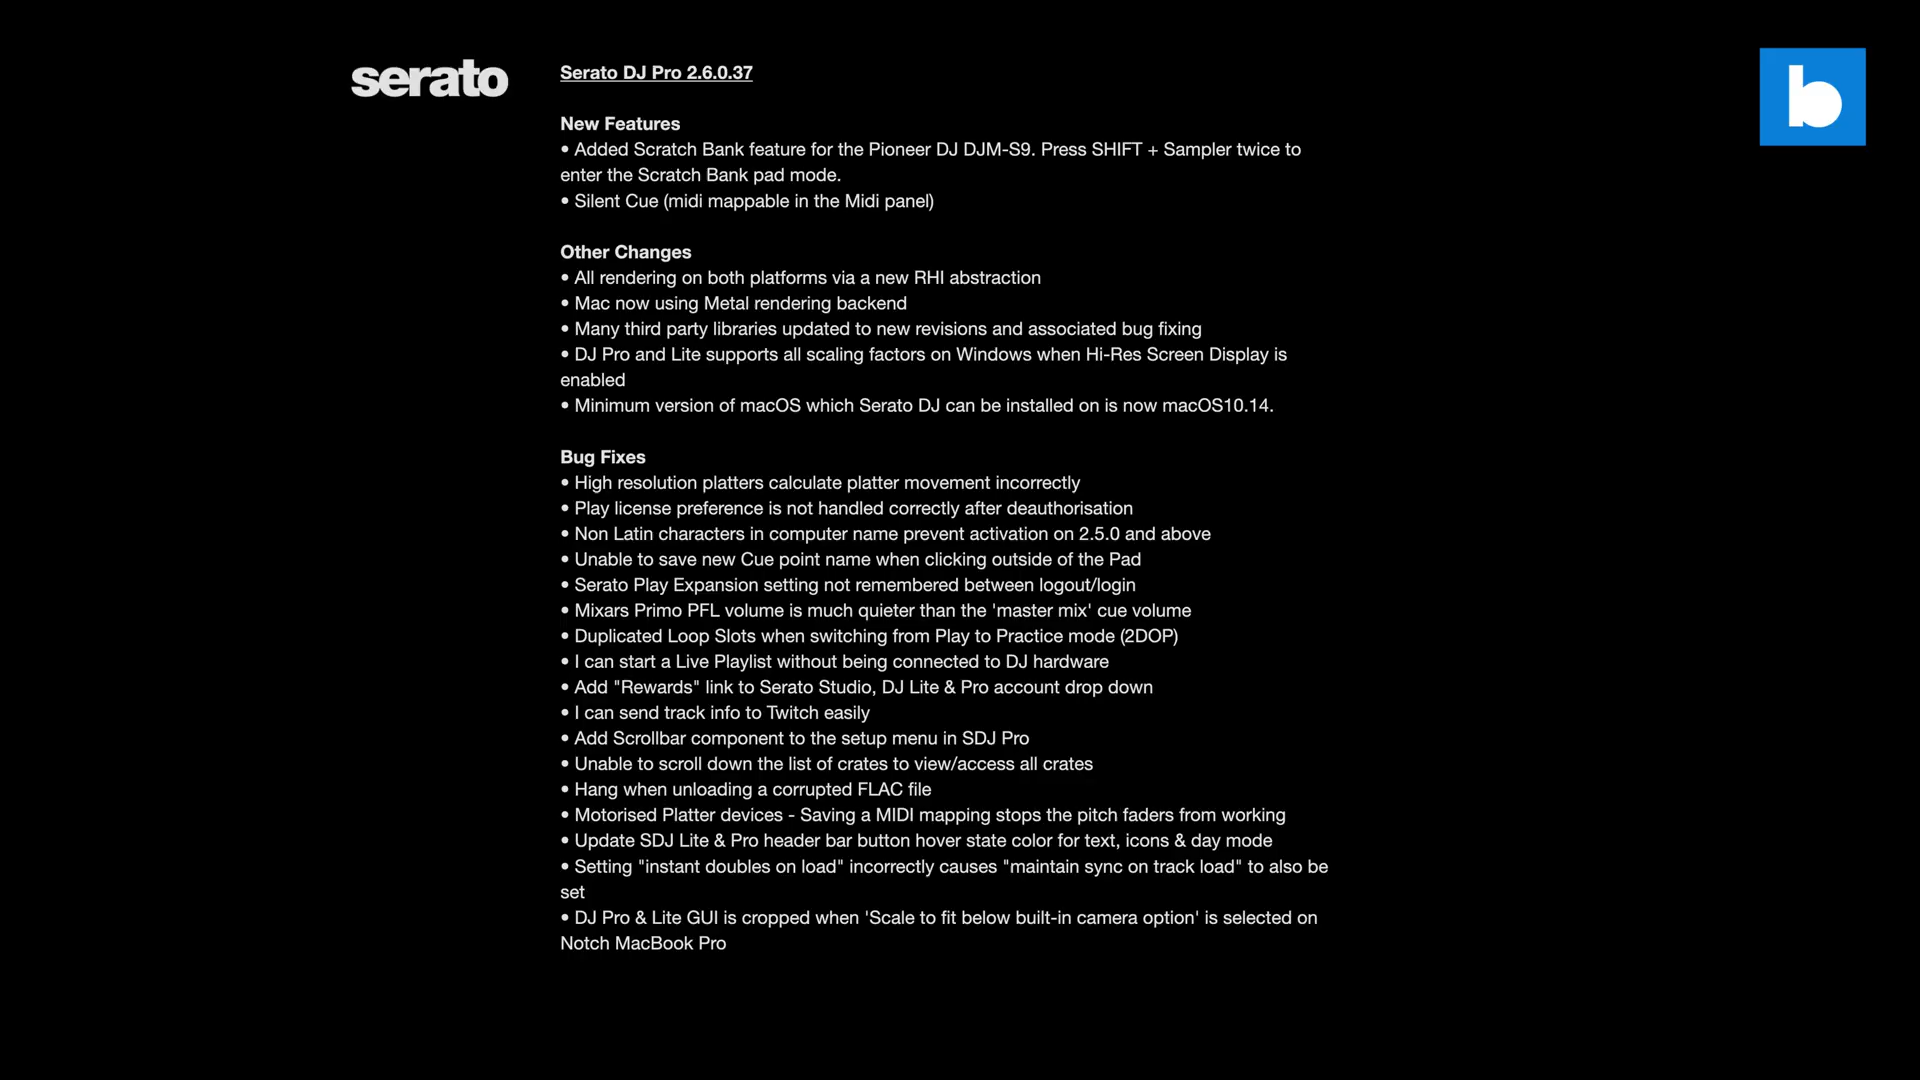 serato
b
Serato DJ Pro 2.6.0.37
New Features
• Added Scratch Bank feature for the Pioneer DJ DJM-S9. Press SHIFT + Sampler twice to
enter the Scratch Bank pad mode.
• Silent Cue (midi mappable in the Midi panel)
Other Changes
• All rendering on both platforms via a new RHI abstraction
• Mac now using Metal rendering backend
• Many third party libraries updated to new revisions and associated bug fixing
• DJ Pro and Lite supports all scaling factors on Windows when Hi-Res Screen Display is
enabled
• Minimum version of macOS which Serato DJ can be installed on is now macOS10.14.
Bug Fixes
• High resolution platters calculate platter movement incorrectly
• Play license preference is not handled correctly after deauthorisation
• Non Latin characters in computer name prevent activation on 2.5.0 and above
• Unable to save new Cue point name when clicking outside of the Pad
• Serato Play Expansion setting not remembered between logout/login
• Mixars Primo PFL volume is much quieter than the 'master mix' cue volume
• Duplicated Loop Slots when switching from Play to Practice mode (2DOP)
• I can start a Live Playlist without being connected to DJ hardware
• Add "Rewards" link to Serato Studio, DJ Lite & Pro account drop down
• I can send track info to Twitch easily
• Add Scrollbar component to the setup menu in SDJ Pro
• Unable to scroll down the list of crates to view/access all crates
• Hang when unloading a corrupted FLAC file
• Motorised Platter devices - Saving a MIDI mapping stops the pitch faders from working
• Update SDJ Lite & Pro header bar button hover state color for text, icons & day mode
• Setting "instant doubles on load" incorrectly causes "maintain sync on track load" to also be
set
• DJ Pro & Lite GUI is cropped when 'Scale to fit below built-in camera option' is selected on
Notch MacBook Pro